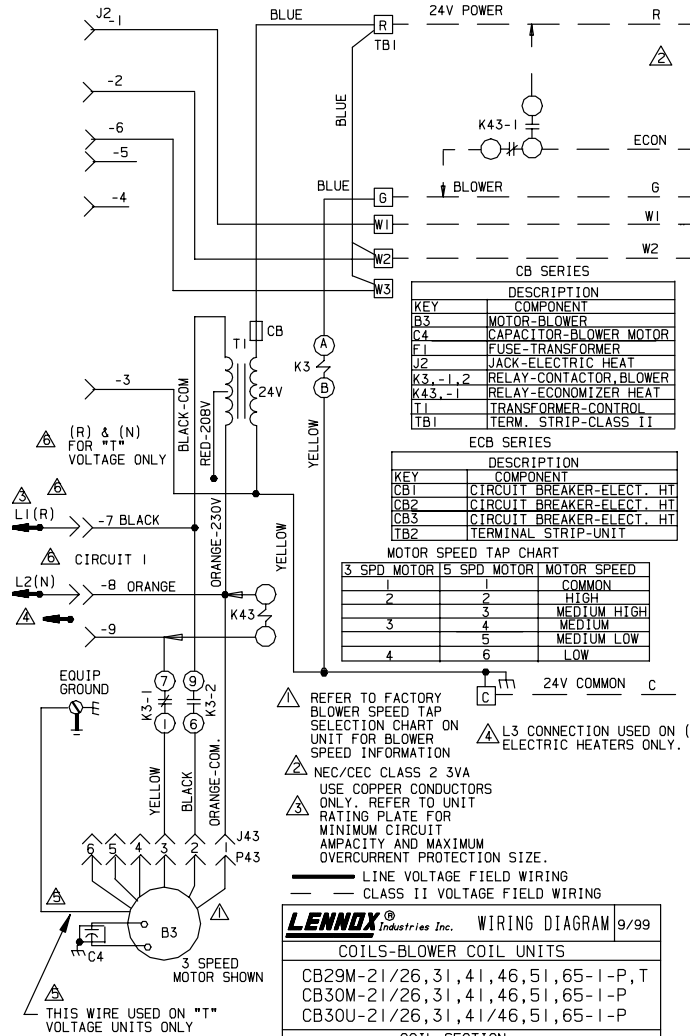 J2 -1 BLUE R 24V POWER R
TB1
2
-2
BLUE
K43-1
-6
-5
ECON
BLUE G BLOWER G
-4
W1 W1
W2 W2
W3
CB SERIES
DESCRIPTION
KEY COMPONENT
B3 MOTOR-BLOWER
C4 CAPACITOR-BLOWER MOTOR
F1 FUSE-TRANSFORMER
J2 JACK-ELECTRIC HEAT
K3,-1,2 RELAY-CONTACTOR,BLOWER
K43,-1 RELAY-ECONOMIZER HEAT
T1 TRANSFORMER-CONTROL
TB1 TERM. STRIP-CLASS II
CB
T1
24V
A
K3
B
-3
BLACK-COM
RED-208V
YELLOW
6 (R) & (N)
FOR "T"
VOLTAGE ONLY
ECB SERIES
DESCRIPTION
KEY COMPONENT
CB1 CIRCUIT BREAKER-ELECT. HT
CB2 CIRCUIT BREAKER-ELECT. HT
CB3 CIRCUIT BREAKER-ELECT. HT
TB2 TERMINAL STRIP-UNIT
3 6
L1(R) -7 BLACK
ORANGE-230V
YELLOW
6 CIRCUIT 1
L2(N) -8 ORANGE
4
K43
-9
MOTOR SPEED TAP CHART
3 SPD MOTOR 5 SPD MOTOR MOTOR SPEED
1 1 COMMON
2 2 HIGH
3 MEDIUM HIGH
3 4 MEDIUM
5 MEDIUM LOW
4 6 LOW
EQUIP
GROUND
7 9
K3-1 K3-2
1 6
C 24V COMMON C
1 REFER TO FACTORY
BLOWER SPEED TAP
SELECTION CHART ON
UNIT FOR BLOWER
SPEED INFORMATION
4 L3 CONNECTION USED ON (
ELECTRIC HEATERS ONLY.
2 NEC/CEC CLASS 2 3VA
3 USE COPPER CONDUCTORS
ONLY. REFER TO UNIT
RATING PLATE FOR
MINIMUM CIRCUIT
AMPACITY AND MAXIMUM
OVERCURRENT PROTECTION SIZE.
YELLOW
BLACK
ORANGE-COM.
J43
6 5 4 3 2 1 P43
LINE VOLTAGE FIELD WIRING
CLASS II VOLTAGE FIELD WIRING
5
1
B3
C4
3 SPEED
MOTOR SHOWN
5
THIS WIRE USED ON "T"
VOLTAGE UNITS ONLY
LENNOX® Industries Inc. WIRING DIAGRAM 9/99
COILS-BLOWER COIL UNITS
CB29M-21/26,31,41,46,51,65-1-P,T
CB30M-21/26,31,41,46,51,65-1-P
CB30U-21/26,31,41/46,51,65-1-P
COIL SECTION